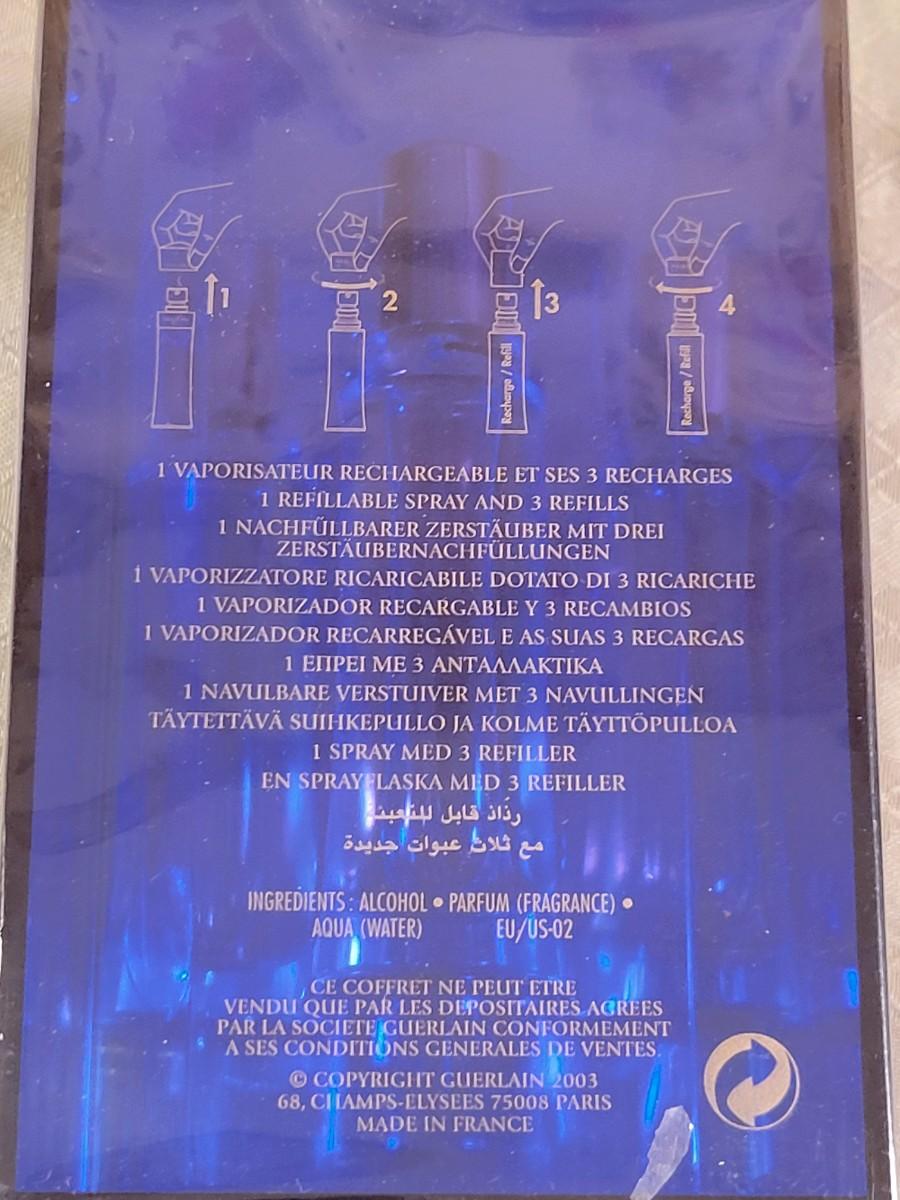 1
2
3
4
Recharge / Refill
Recharge / Refill
1 VAPORISATEUR RECHARGEABLE ET SES 3 RECHARGES
1 REFILLABLE SPRAY AND 3 REFILLS
1 NACHFÜLLBARER ZERSTÄUBER MIT DREI
ZERSTÄUBERNACHFÜLLUNGEN
1 VAPORIZZATORE RICARICABILE DOTATO DI 3 RICARICHE
1 VAPORIZADOR RECARGABLE Y 3 RECAMBIOS
1 VAPORIZADOR RECARREGÁVEL E AS SUAS 3 RECARGAS
1 ΕΠΡΕΙ ΜΕ 3 ΑΝΤΑΛΛΑΚΤΙΚΑ
1 NAVULBARE VERSTUIVER MET 3 NAVULLINGEN
TÄYTETTÄVÄ SUIHKEPULLO JA KOLME TÄYTTÖPULLOA
1 SPRAY MED 3 REFILLER
EN SPRAYFLASKA MED 3 REFILLER
رذّاذ قابل للتعبئة
مع ثلاث عبوات جديدة
INGREDIENTS : ALCOHOL • PARFUM (FRAGRANCE) •
AQUA (WATER) EU/US-02
CE COFFRET NE PEUT ETRE
VENDU QUE PAR LES DEPOSITAIRES AGREES
PAR LA SOCIETE GUERLAIN CONFORMEMENT
A SES CONDITIONS GENERALES DE VENTES.
© COPYRIGHT GUERLAIN 2003
68, CHAMPS-ELYSEES 75008 PARIS
MADE IN FRANCE